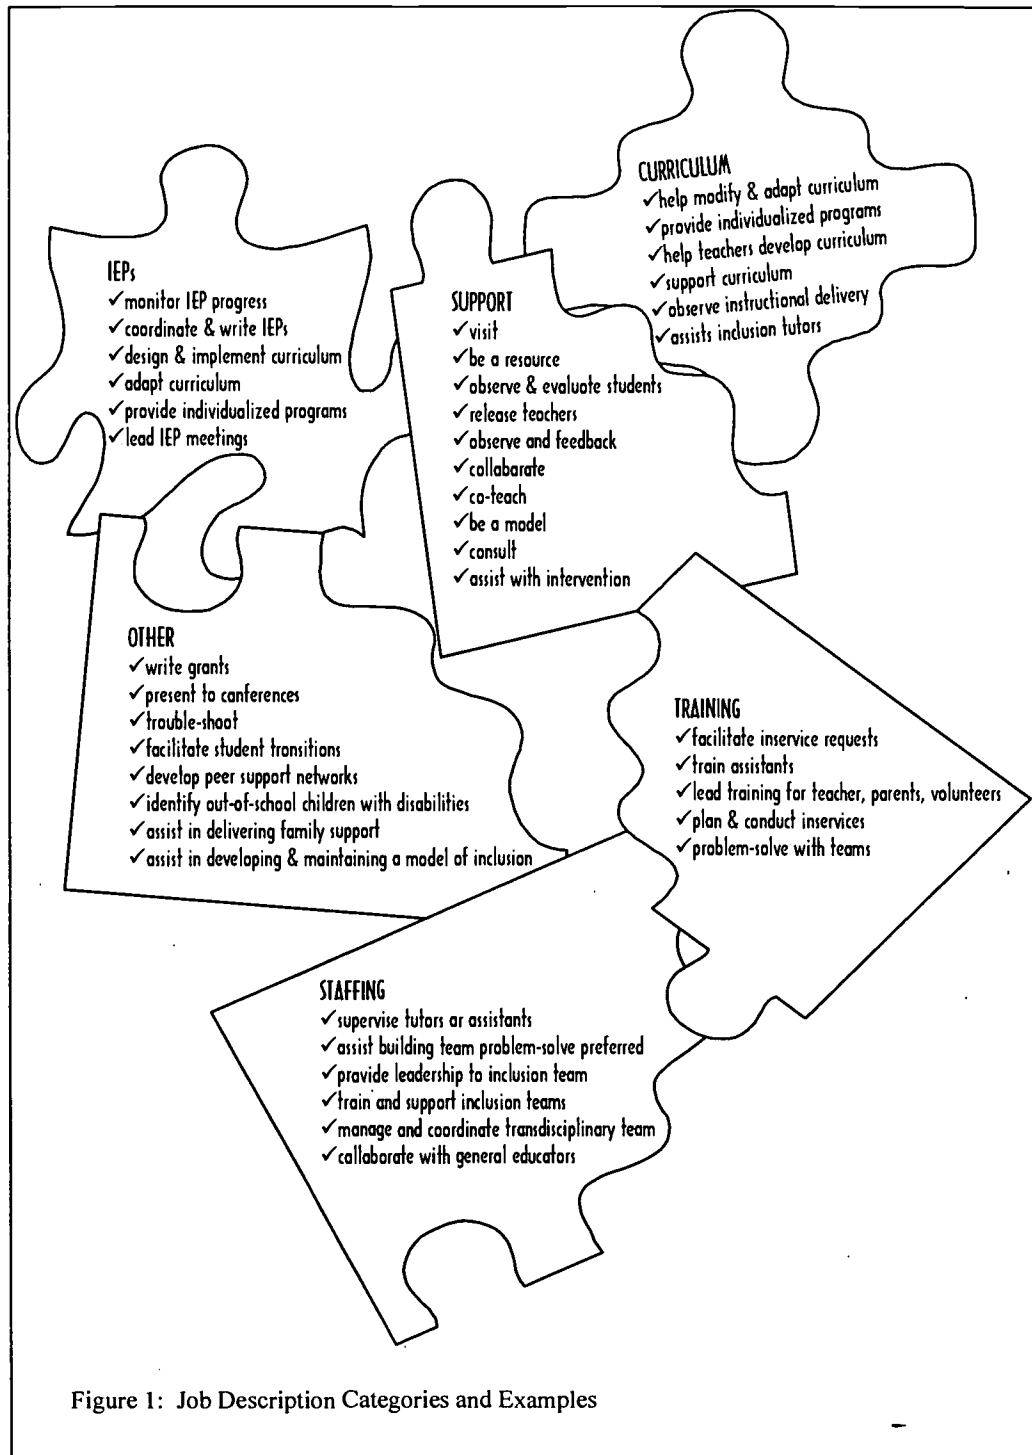 CURRICULUM
✓help modify & adapt curriculum
✓provide individualized programs
✓help teachers develop curriculum
✓support curriculum
✓observe instructional delivery
✓assists inclusion tutors
IEPs
✓monitor IEP progress
✓coordinate & write IEPs
✓design & implement curriculum
✓adapt curriculum
✓provide individualized programs
✓lead IEP meetings
SUPPORT
✓visit
✓be a resource
✓observe & evaluate students
✓release teachers
✓observe and feedback
✓collaborate
✓co-teach
✓be a model
✓consult
✓assist with intervention
OTHER
✓write grants
✓present to conferences
✓trouble-shoot
✓facilitate student transitions
✓develop peer support networks
✓identify out-of-school children with disabilities
✓assist in delivering family support
✓assist in developing & maintaining a model of inclusion
TRAINING
✓facilitate inservice requests
✓train assistants
✓lead training for teacher, parents, volunteers
✓plan & conduct inservices
✓problem-solve with teams
STAFFING
✓supervise tutors or assistants
✓assist building team problem-solve preferred
✓provide leadership to inclusion team
✓train and support inclusion teams
✓manage and coordinate transdisciplinary team
✓collaborate with general educators
Figure 1: Job Description Categories and Examples